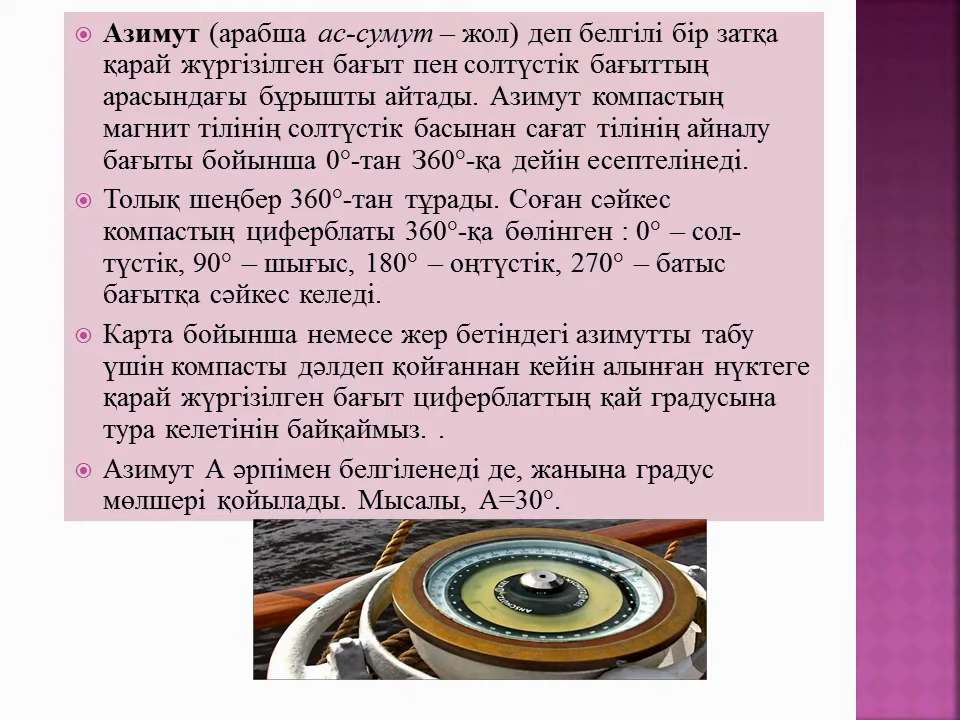 Азимут (арабша ас-сумут – жол) деп белгілі бір затқа
қарай жүргізілген бағыт пен солтүстік бағыттың
арасындағы бұрышты айтады. Азимут компастың
магнит тілінің солтүстік басынан сағат тілінің айналу
бағыты бойынша 0°-тан З60°-қа дейін есептелінеді.
Толық шеңбер 360°-тан тұрады. Соған сәйкес
компастың циферблаты 360°-қа бөлінген : 0° – сол-
түстік, 90° – шығыс, 180° – оңтүстік, 270° – батыс
бағытқа сәйкес келеді.
Карта бойынша немесе жер бетіндегі азимутты табу
үшін компасты дәлдеп қойғаннан кейін алынған нүктеге
қарай жүргізілген бағыт циферблаттың қай градусына
тура келетінін байқаймыз. .
Азимут А әрпімен белгіленеді де, жанына градус
мөлшері қойылады. Мысалы, А=30°.
ANSCHÜTZ